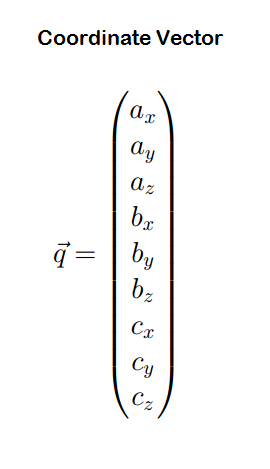 Coordinate Vector
a_x
a_y
a_z
b_x
q⃗ = b_y
b_z
c_x
c_y
c_z